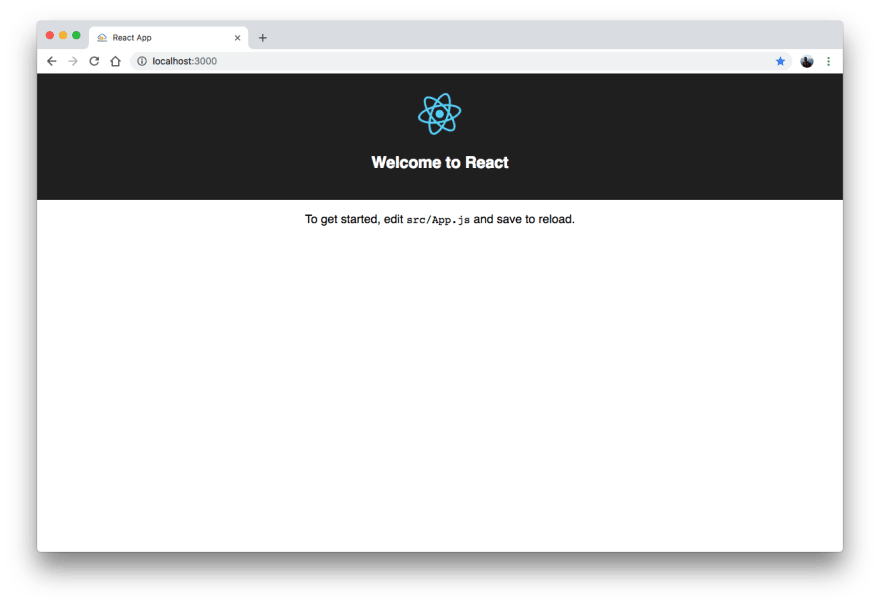 React App
localhost:3000
Welcome to React
To get started, edit src/App.js and save to reload.